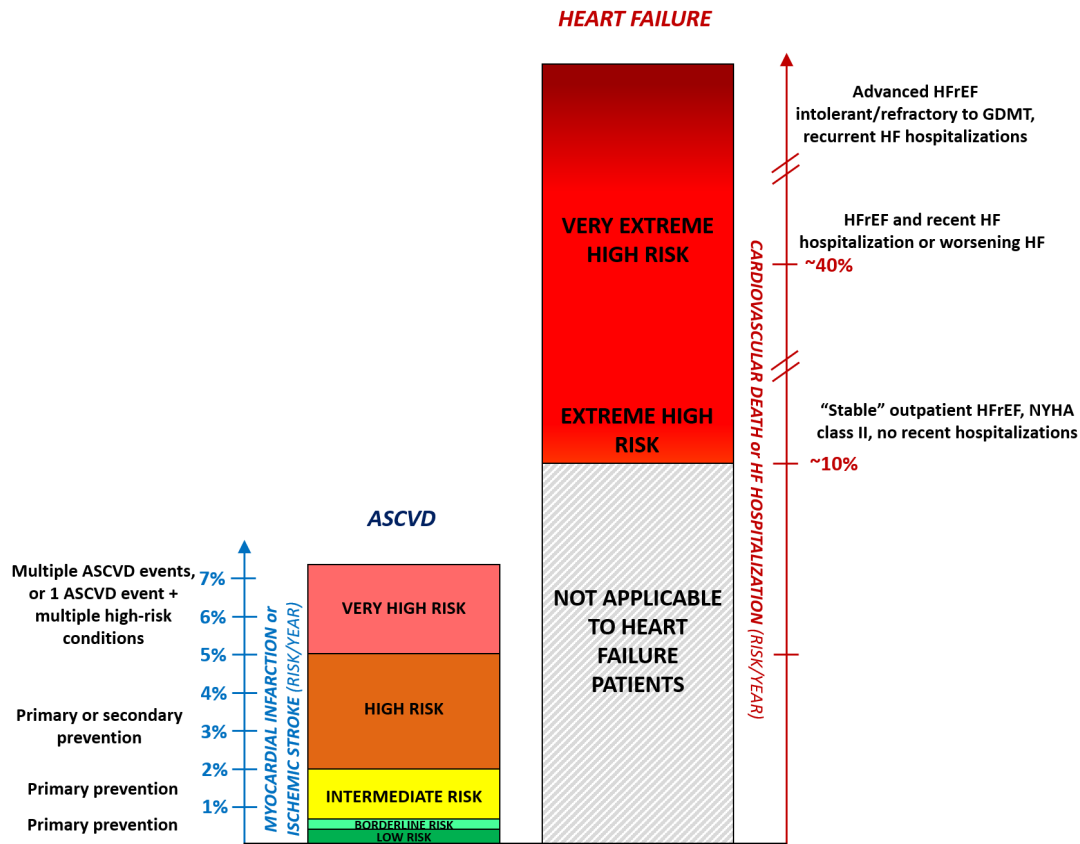 HEART FAILURE
Advanced HFrEF
intolerant/refractory to GDMT,
recurrent HF hospitalizations
VERY EXTREME
HIGH RISK
HFrEF and recent HF
hospitalization or worsening HF
~40%
EXTREME HIGH
RISK
"Stable" outpatient HFrEF, NYHA
class II, no recent hospitalizations
~10%
CARDIOVASCULAR DEATH or HF HOSPITALIZATION (RISK/YEAR)
NOT APPLICABLE
TO HEART
FAILURE
PATIENTS
ASCVD
Multiple ASCVD events,
or 1 ASCVD event +
multiple high-risk
conditions
Primary or secondary
prevention
Primary prevention
Primary prevention
7%
6%
5%
4%
3%
2%
1%
MYOCARDIAL INFARCTION or
ISCHEMIC STROKE (RISK/YEAR)
VERY HIGH RISK
HIGH RISK
INTERMEDIATE RISK
BORDERLINE RISK
LOW RISK